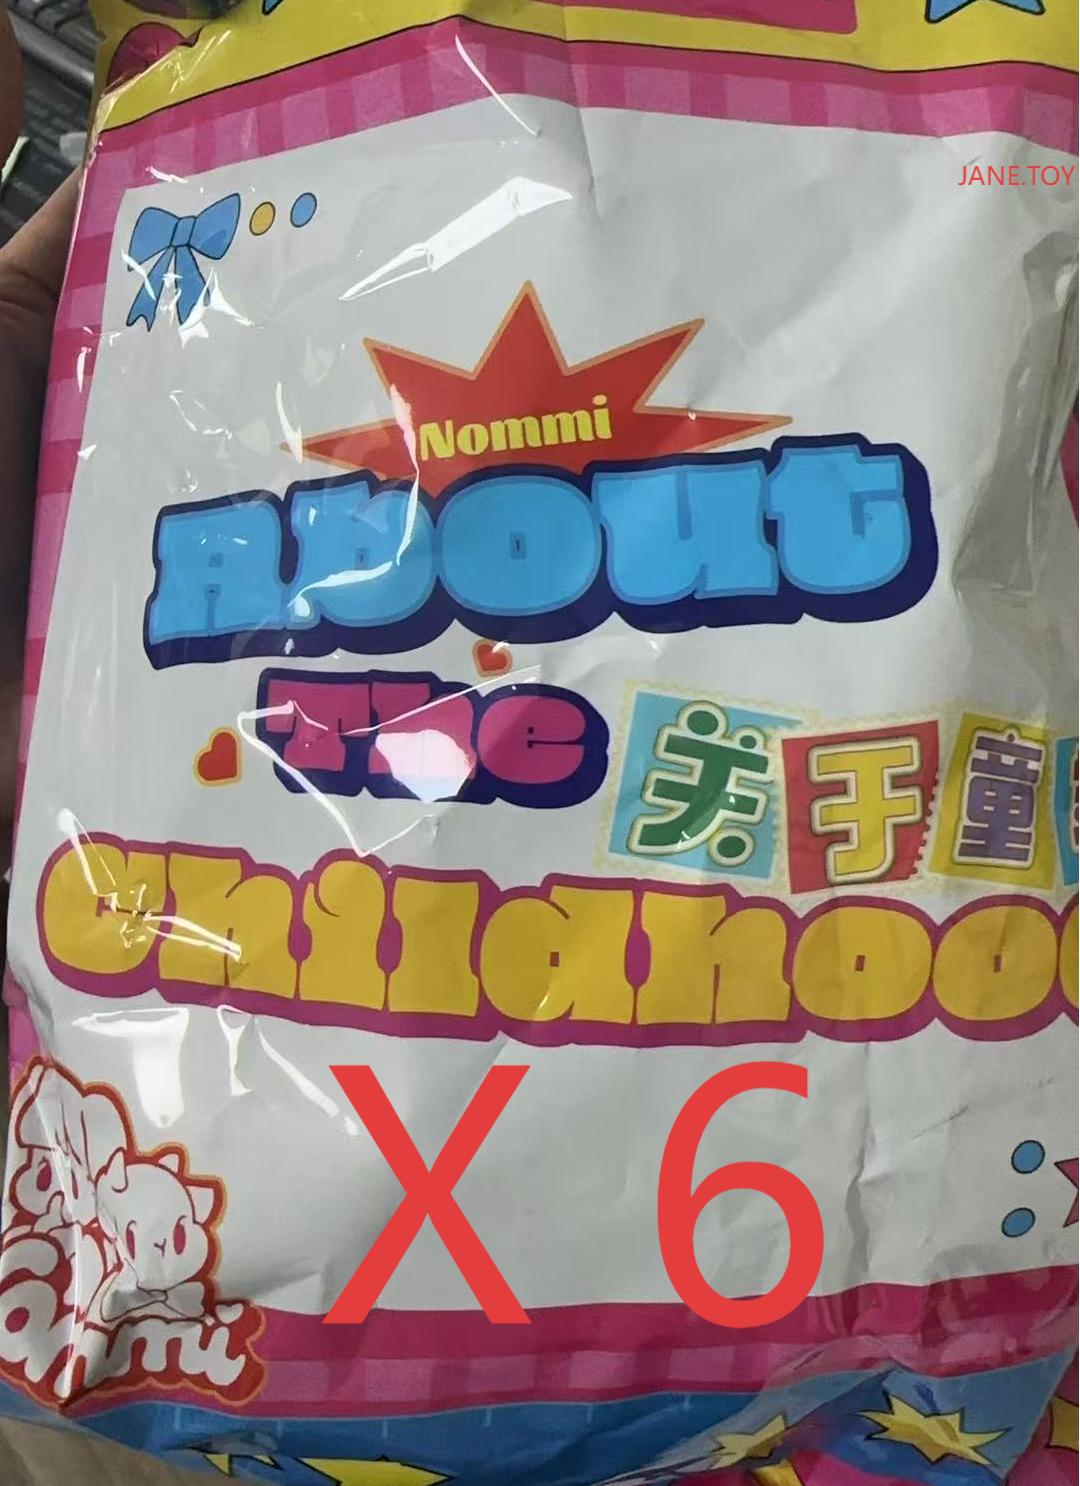 JANE.TOY
Nommi
About
The
关于童
Childhoo
X 6